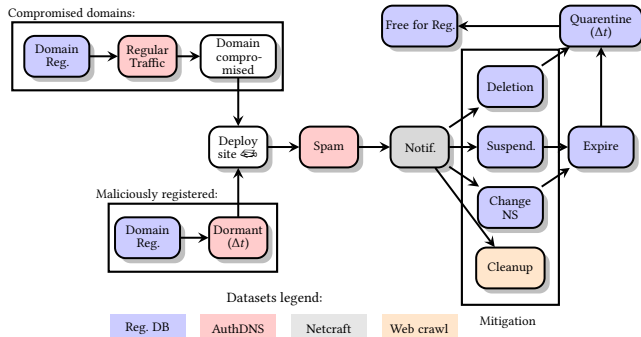 Compromised domains:
Domain
Reg.
Regular
Traffic
Domain
compro-
mised
Free for Reg.
Quarentine
(Δt)
Deletion
Deploy
site
Spam
Notif.
Suspend.
Expire
Maliciously registered:
Domain
Reg.
Dormant
(Δt)
Change
NS
Cleanup
Mitigation
Datasets legend:
Reg. DB
AuthDNS
Netcraft
Web crawl